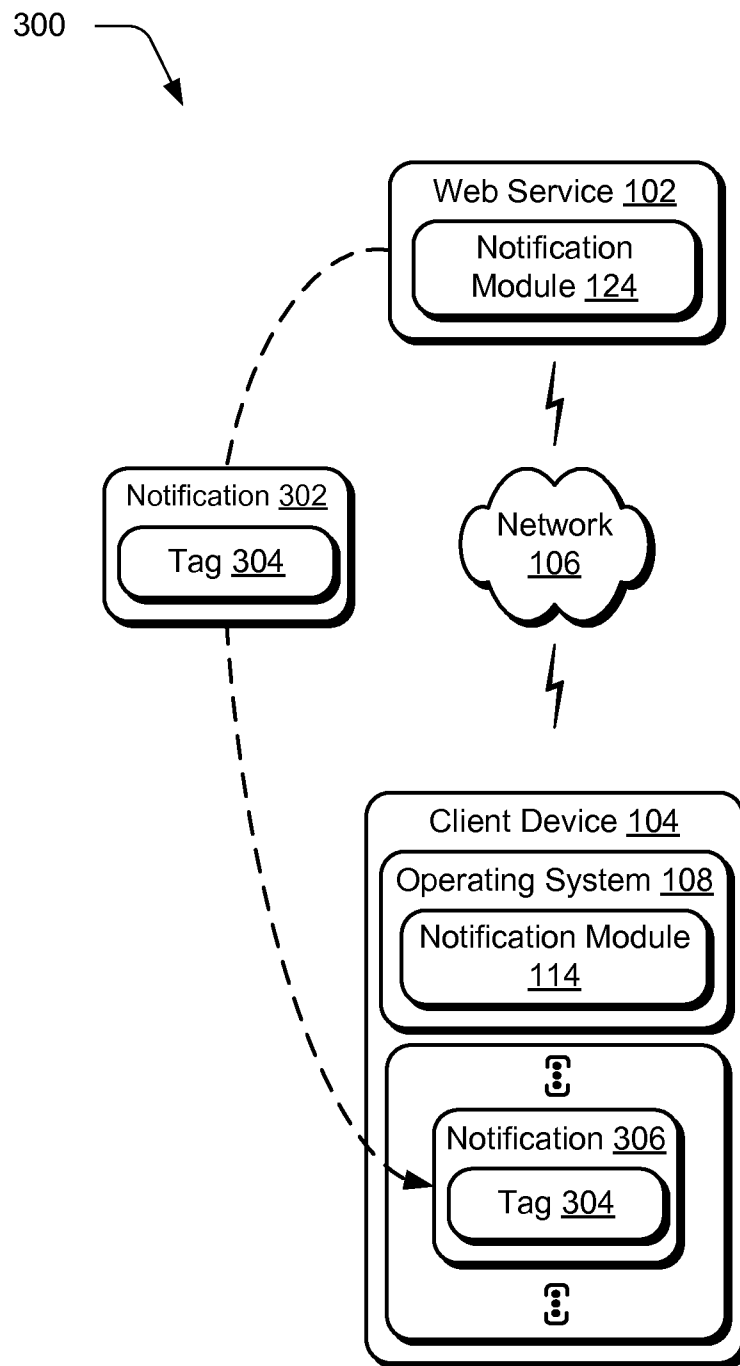 300
Web Service 102
Notification
Module 124
Notification 302
Tag 304
Network
106
Client Device 104
Operating System 108
Notification Module
114
Notification 306
Tag 304